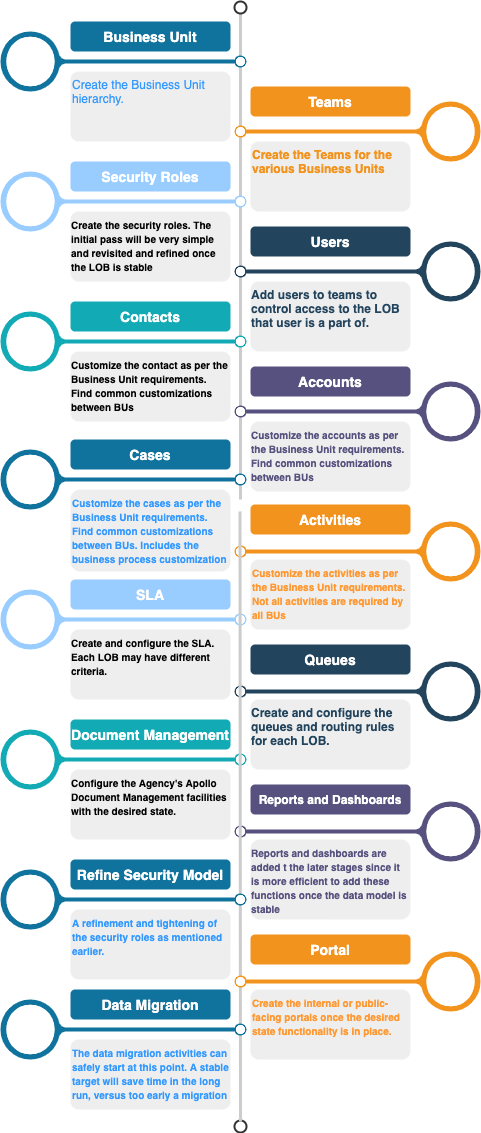 Business Unit
Create the Business Unit
hierarchy.
Teams
Create the Teams for the
various Business Units
Security Roles
Create the security roles. The
initial pass will be very simple
and revisited and refined once
the LOB is stable
Users
Add users to teams to
control access to the LOB
that user is a part of.
Contacts
Customize the contact as per the
Business Unit requirements.
Find common customizations
between BUs
Accounts
Customize the accounts as per
the Business Unit requirements.
Find common customizations
between BUs
Cases
Customize the cases as per the
Business Unit requirements.
Find common customizations
between BUs. Includes the
business process customization
Activities
Customize the activities as per
the Business Unit requirements.
Not all activities are required by
all BUs
SLA
Create and configure the SLA.
Each LOB may have different
criteria.
Queues
Create and configure the
queues and routing rules
for each LOB.
Document Management
Configure the Agency's Apollo
Document Management facilities
with the desired state.
Reports and Dashboards
Reports and dashboards are
added t the later stages since it
is more efficient to add these
functions once the data model is
stable
Refine Security Model
A refinement and tightening of
the security roles as mentioned
earlier.
Portal
Create the internal or public-
facing portals once the desired
state functionality is in place.
Data Migration
The data migration activities can
safely start at this point. A stable
target will save time in the long
run, versus too early a migration